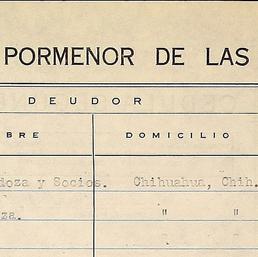 PORMENOR DE LAS
DEUDOR
BRE DOMICILIO
doza y Socios. Chihuahua, Chih.
za. " "